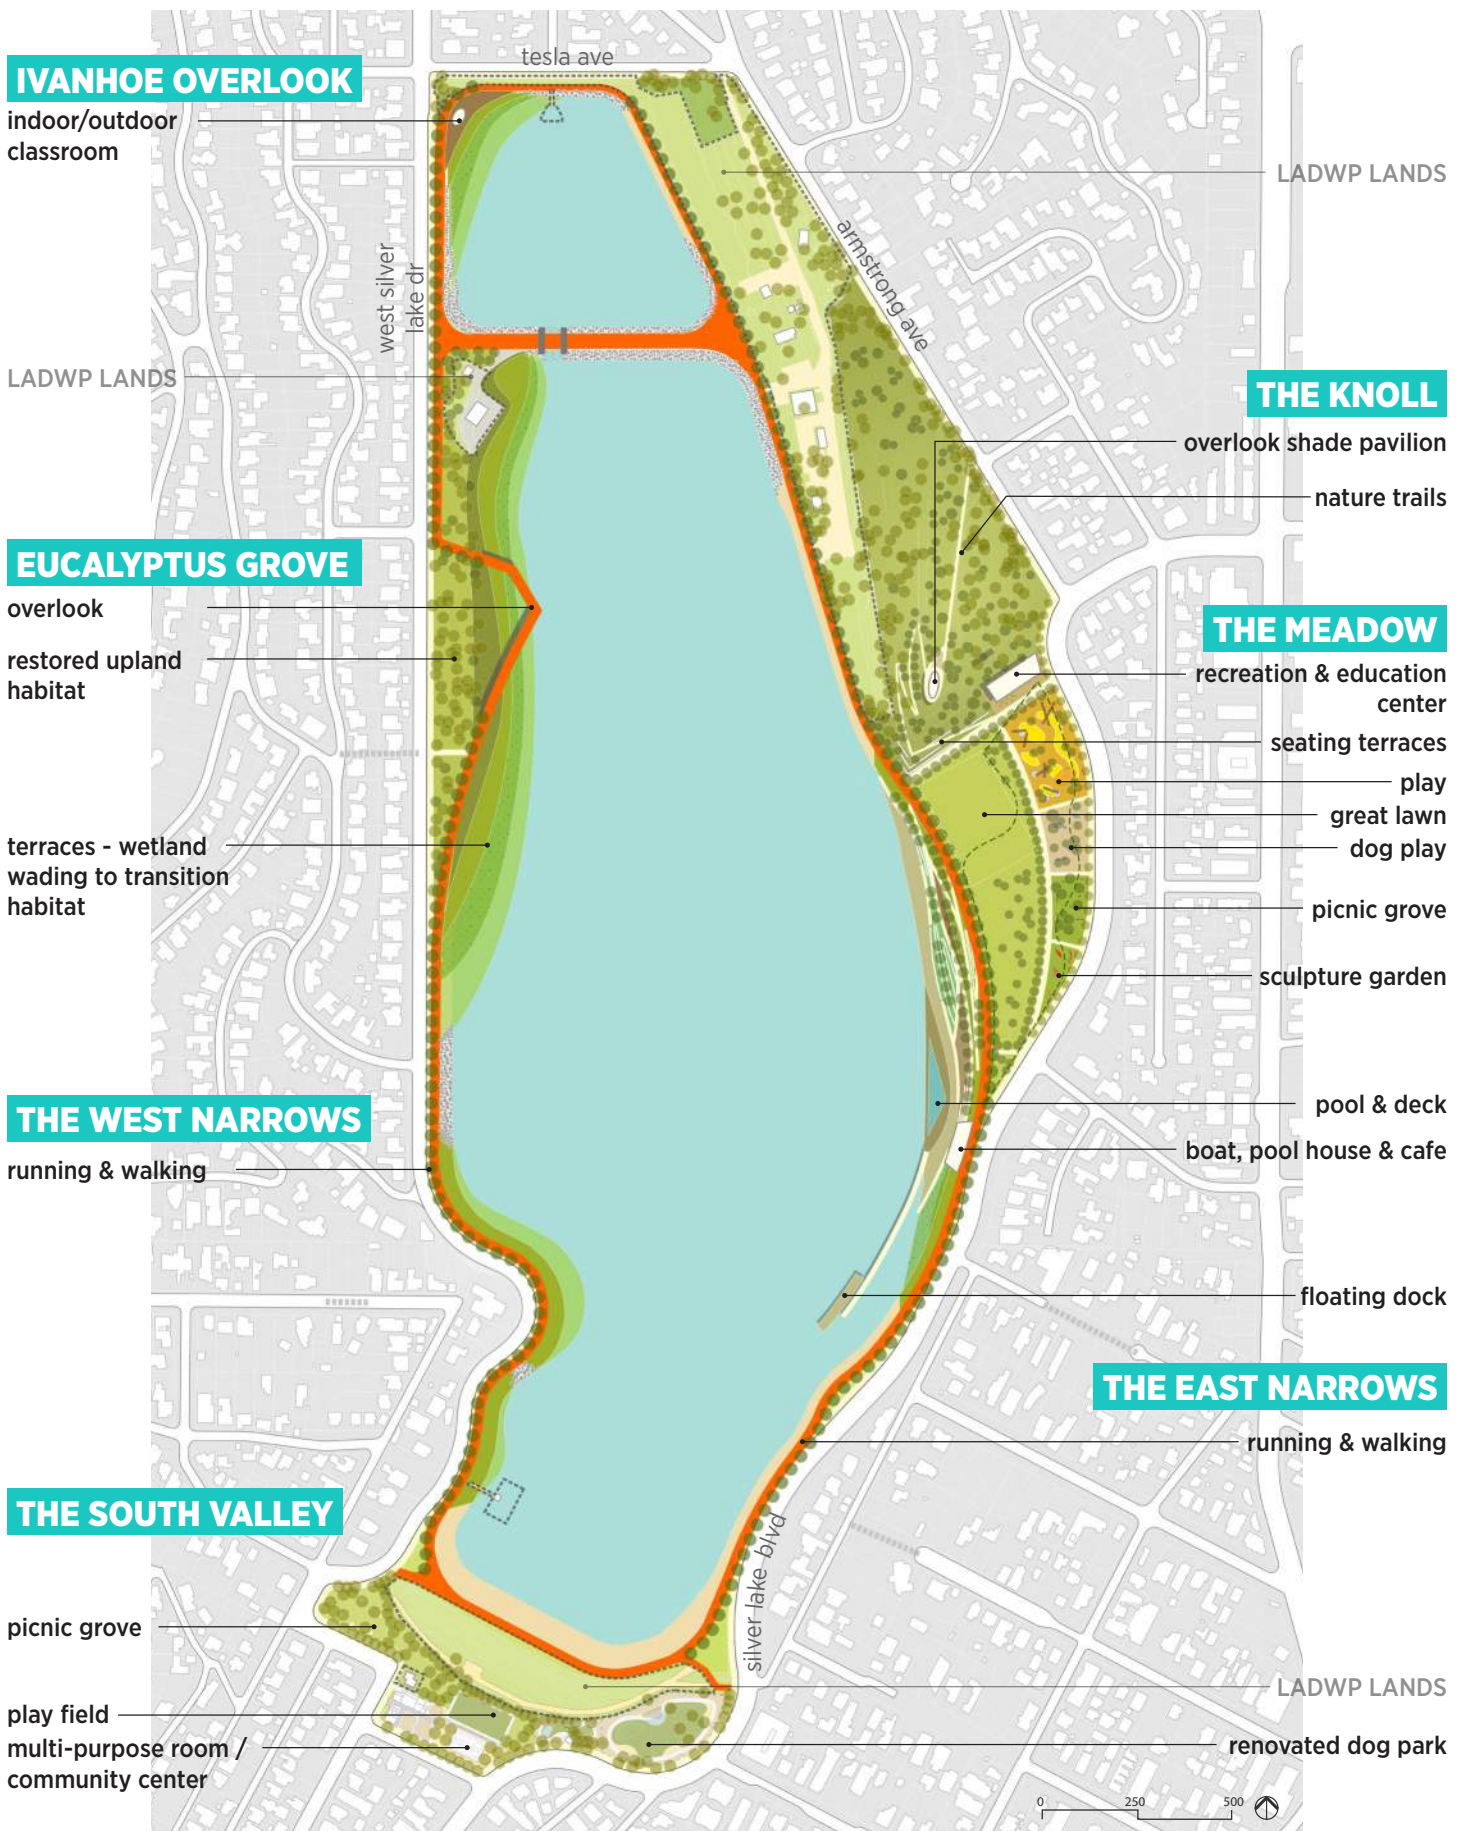 tesla ave
IVANHOE OVERLOOK
indoor/outdoor
classroom
LADWP LANDS
armstrong ave
west silver
lake dr
LADWP LANDS
THE KNOLL
overlook shade pavilion
nature trails
EUCALYPTUS GROVE
overlook
restored upland
habitat
terraces - wetland
wading to transition
habitat
THE MEADOW
recreation & education
center
seating terraces
play
great lawn
dog play
picnic grove
sculpture garden
pool & deck
boat, pool house & cafe
floating dock
THE WEST NARROWS
running & walking
THE EAST NARROWS
running & walking
THE SOUTH VALLEY
silver lake blvd
picnic grove
play field
multi-purpose room /
community center
LADWP LANDS
renovated dog park
0 250 500